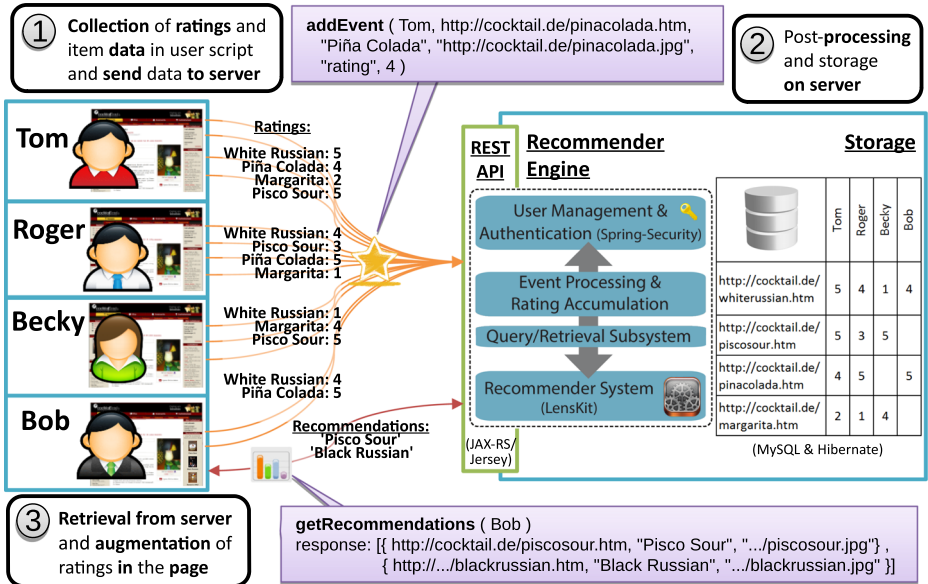 1
Collection of ratings and
item data in user script
and send data to server
addEvent ( Tom, http://cocktail.de/pinacolada.htm,
"Piña Colada", "http://cocktail.de/pinacolada.jpg",
"rating", 4 )
2
Post-processing
and storage
on server
Tom
Ratings:
White Russian: 5
Piña Colada: 4
Margarita: 2
Pisco Sour: 5
Roger
White Russian: 4
Pisco Sour: 3
Piña Colada: 5
Margarita: 1
Becky
White Russian: 1
Margarita: 4
Pisco Sour: 5
Bob
White Russian: 4
Piña Colada: 5
Recommendations:
'Pisco Sour'
'Black Russian'
REST
API
(JAX-RS/
Jersey)
Recommender
Engine
User Management &
Authentication (Spring-Security)
Event Processing &
Rating Accumulation
Query/Retrieval Subsystem
Recommender System
(LensKit)
Storage
Tom Roger Becky Bob
http://cocktail.de/
whiterussian.htm 5 4 1 4
http://cocktail.de/
piscosour.htm 5 3 5
http://cocktail.de/
pinacolada.htm 4 5 5
http://cocktail.de/
margarita.htm 2 1 4
(MySQL & Hibernate)
3
Retrieval from server
and augmentation of
ratings in the page
getRecommendations ( Bob )
response: [{ http://cocktail.de/piscosour.htm, "Pisco Sour", ".../piscosour.jpg"} ,
{ http://.../blackrussian.htm, "Black Russian", ".../blackrussian.jpg" }]